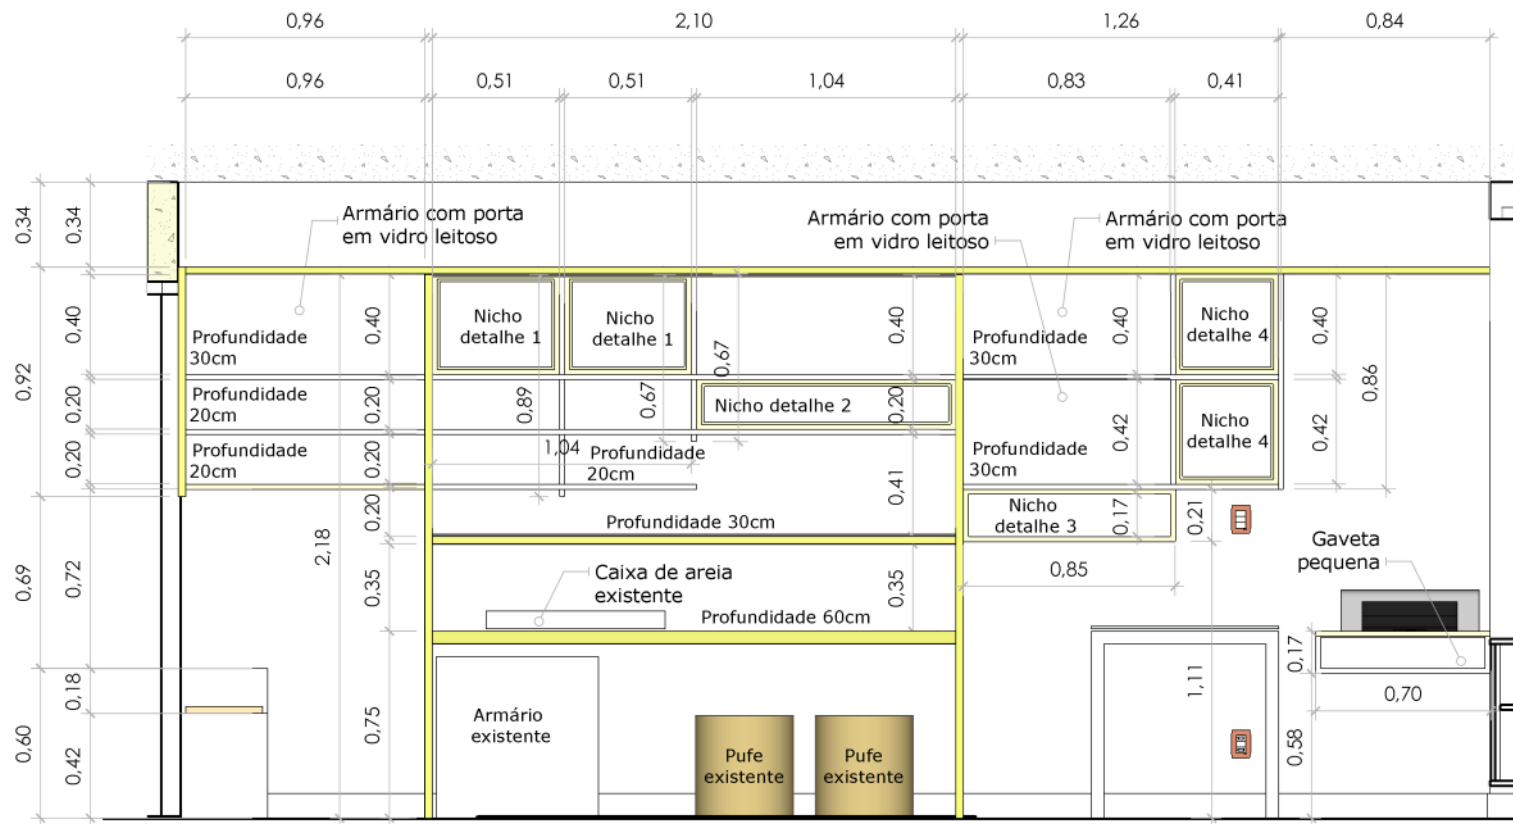 0,96
2,10
1,26
0,84
0,96
0,51
0,51
1,04
0,83
0,41
0,34
0,34
Armário com porta
em vidro leitoso
Armário com porta
em vidro leitoso
Armário com porta
em vidro leitoso
0,92
0,40
0,20
0,20
Profundidade
30cm
0,40
Profundidade
20cm
0,20
Profundidade
20cm
0,20
0,20
2,18
Nicho
detalhe 1
Nicho
detalhe 1
0,89
0,67
0,67
0,40
Nicho detalhe 2
0,20
1,04
Profundidade
20cm
0,41
Profundidade 30cm
Profundidade
30cm
0,40
Nicho
detalhe 4
0,40
0,86
Profundidade
30cm
0,42
Nicho
detalhe 4
0,42
Nicho
detalhe 3
0,17
0,21
0,85
Gaveta
pequena
0,69
0,72
0,35
Caixa de areia
existente
Profundidade 60cm
0,35
0,60
0,18
0,42
0,75
Armário
existente
Pufe
existente
Pufe
existente
1,11
0,17
0,70
0,58